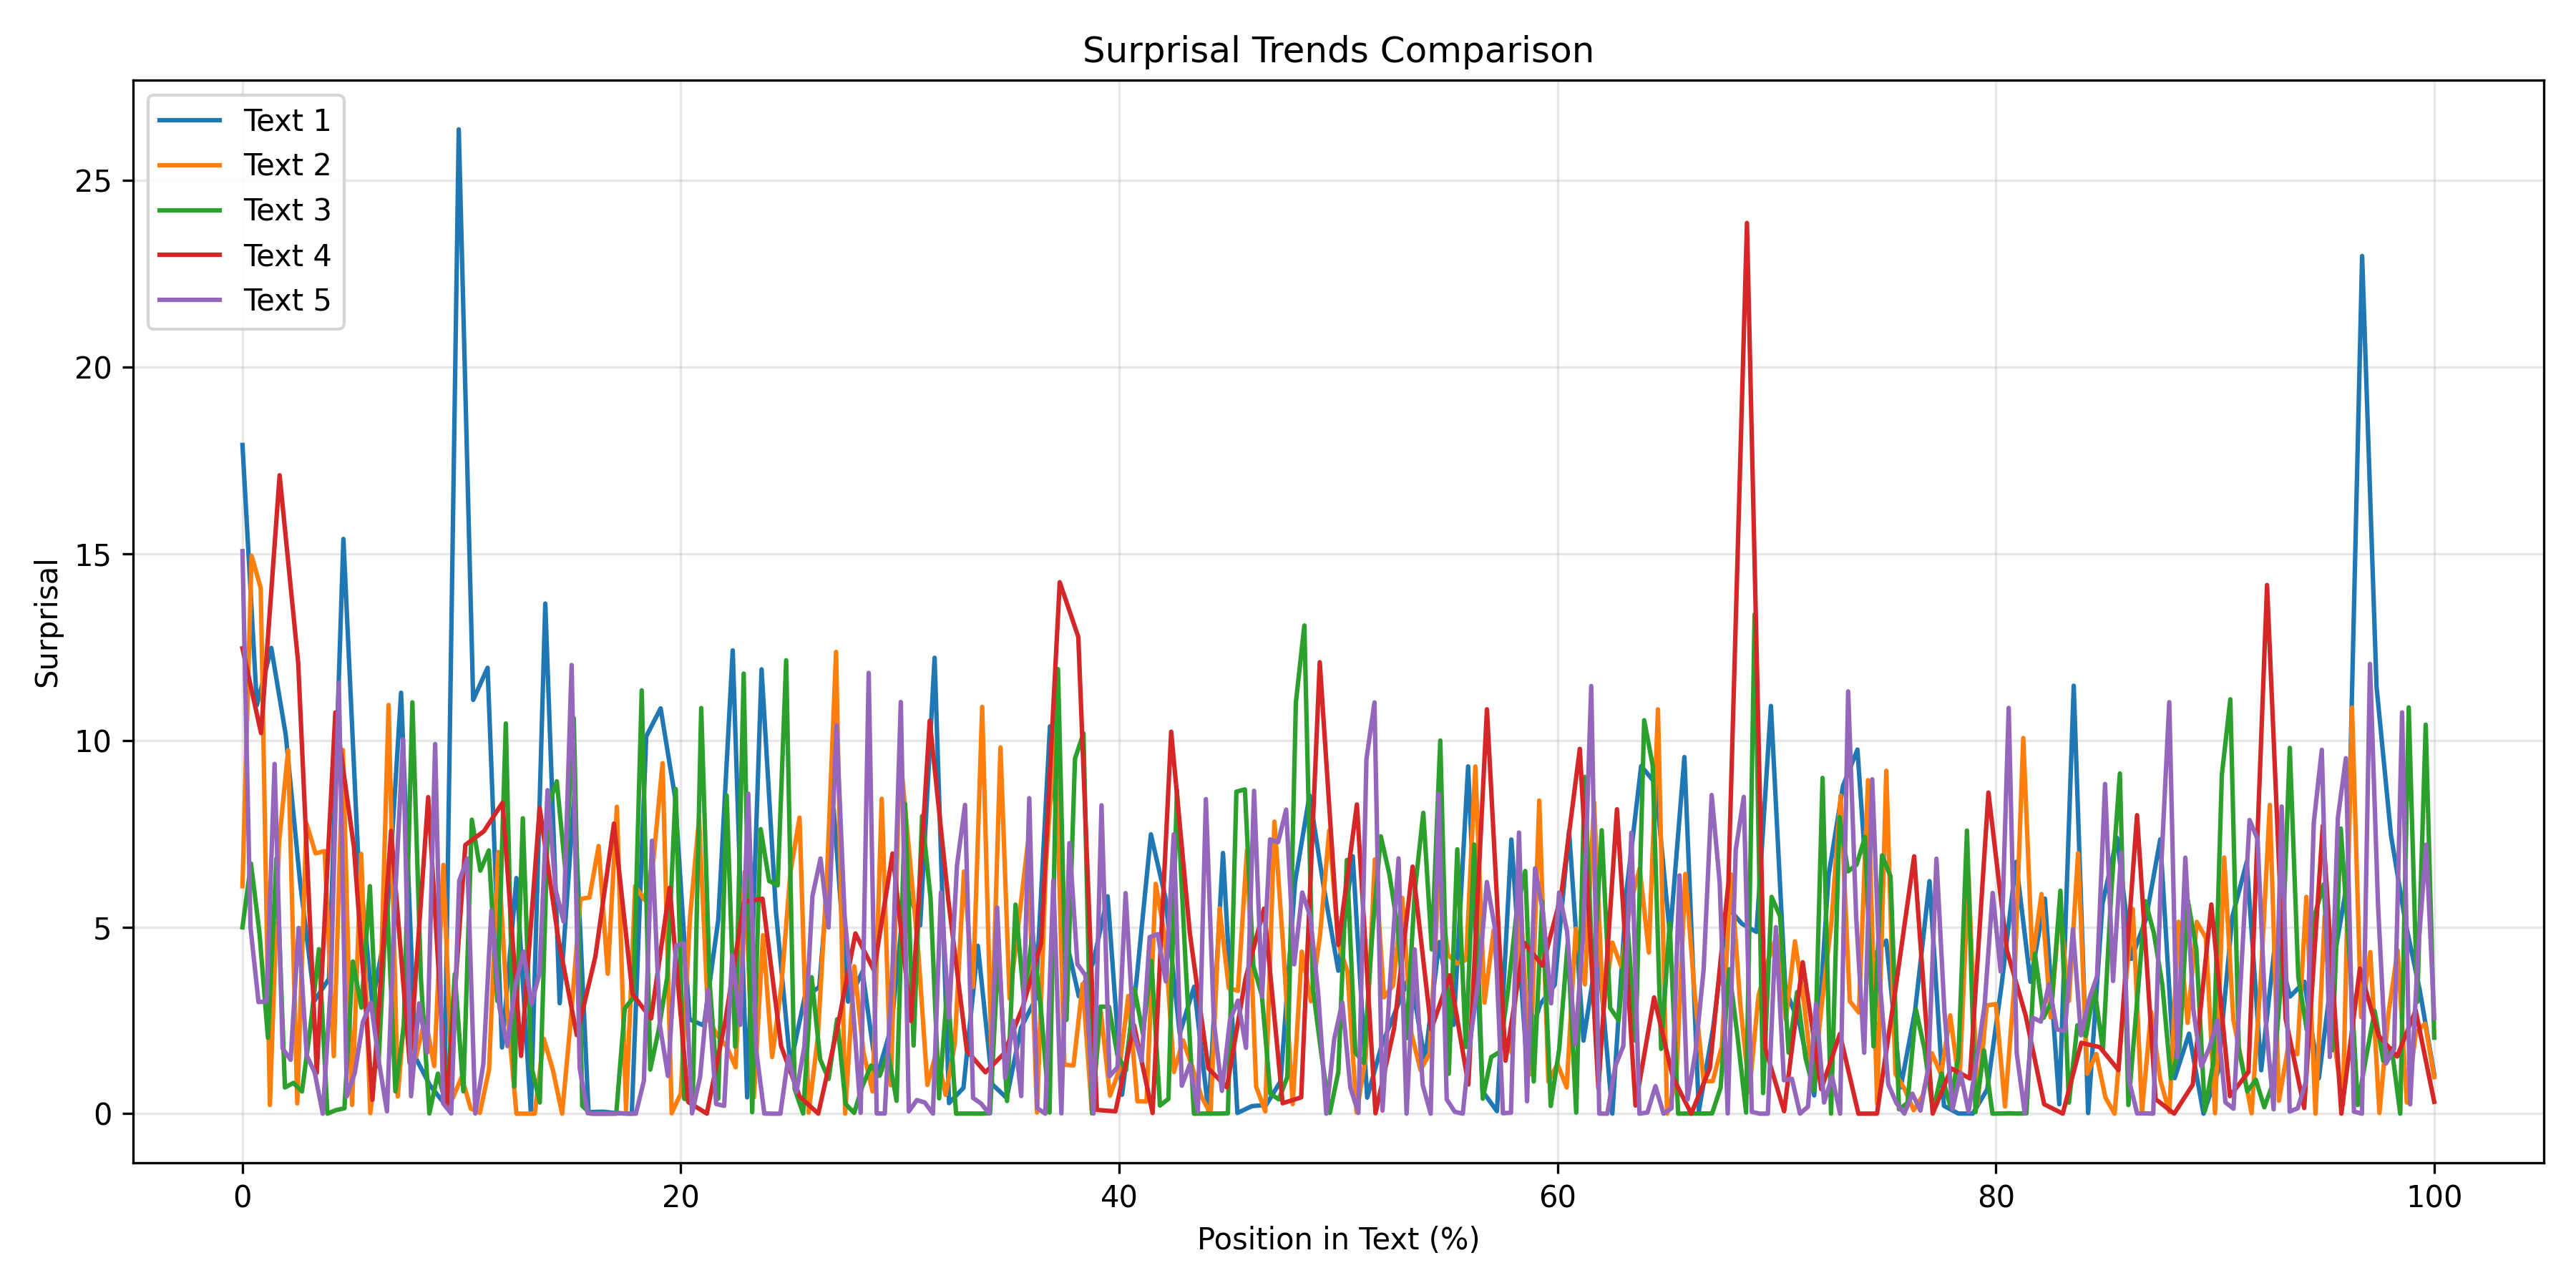 Surprisal Trends Comparison
Text 1
Text 2
Text 3
Text 4
Text 5
25
20
15
10
5
0
Surprisal
0 20 40 60 80 100
Position in Text (%)